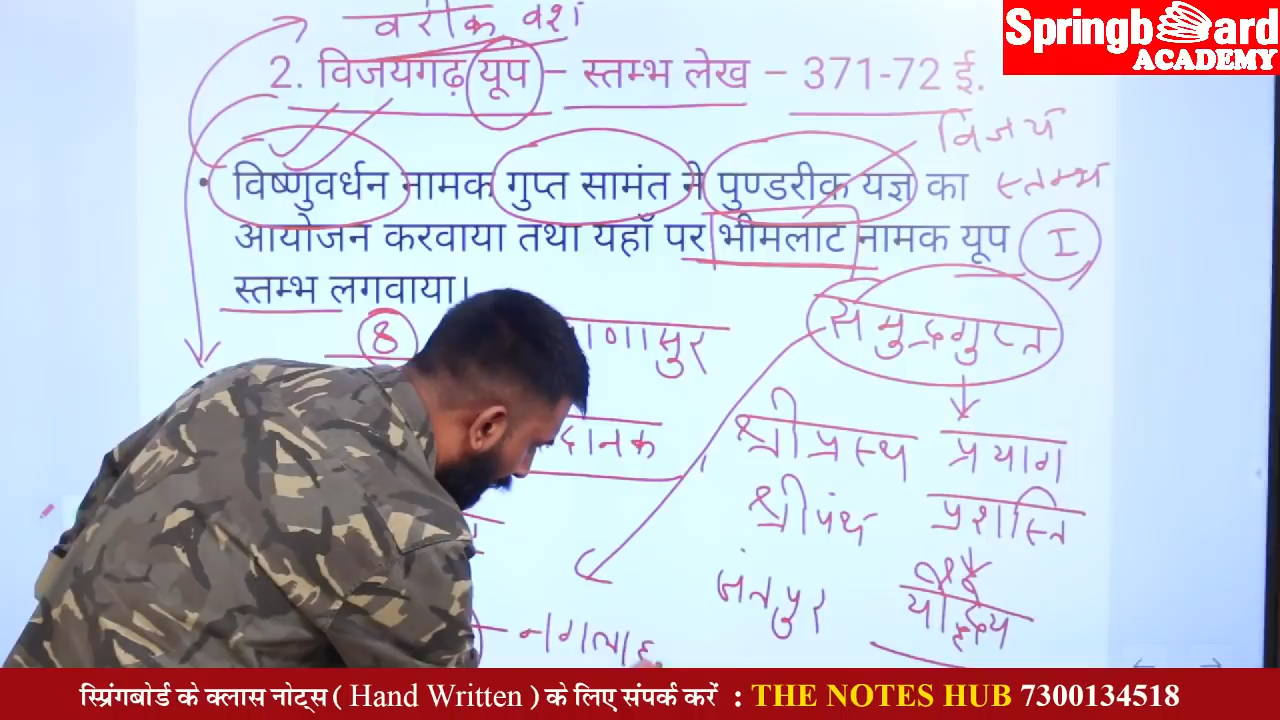 वरीक वंश
Springboard
ACADEMY
2. विजयगढ़ यूप – स्तम्भ लेख – 371-72 ई.
विजय
स्तम्भ
• विष्णुवर्धन नामक गुप्त सामंत ने पुण्डरीक यज्ञ का
आयोजन करवाया तथा यहाँ पर भीमलाट नामक यूप
I
स्तम्भ लगवाया।
8
समुद्रगुप्त
श्रीप्रस्थ
प्रयाग
श्रीपंथ
प्रशस्ति
स्प्रिंगबोर्ड के क्लास नोट्स ( Hand Written ) के लिए संपर्क करें : THE NOTES HUB 7300134518